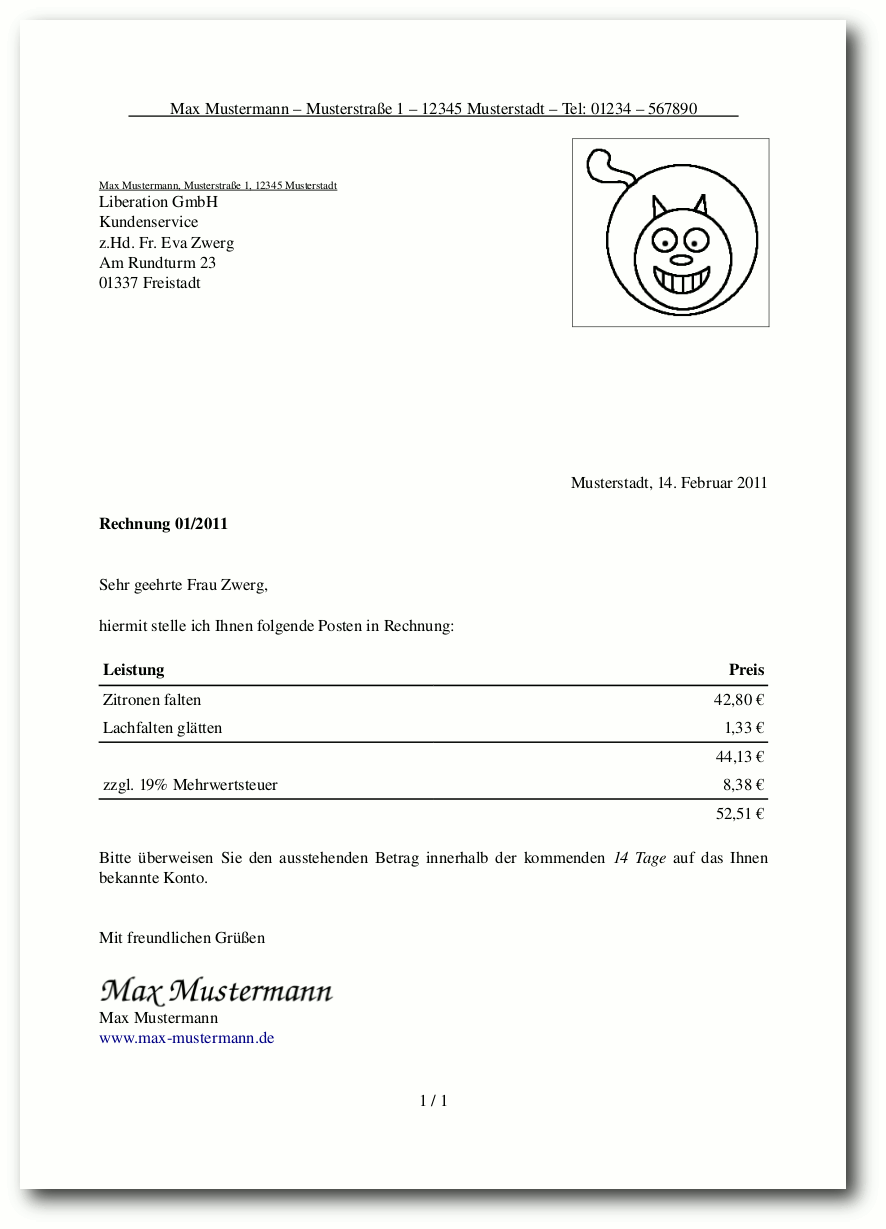 Max Mustermann – Musterstraße 1 – 12345 Musterstadt – Tel: 01234 – 567890
Max Mustermann, Musterstraße 1, 12345 Musterstadt
Liberation GmbH
Kundenservice
z.Hd. Fr. Eva Zwerg
Am Rundturm 23
01337 Freistadt
Musterstadt, 14. Februar 2011
Rechnung 01/2011
Sehr geehrte Frau Zwerg,
hiermit stelle ich Ihnen folgende Posten in Rechnung:
Leistung Preis
Zitronen falten 42,80 €
Lachfalten glätten 1,33 €
44,13 €
zzgl. 19% Mehrwertsteuer 8,38 €
52,51 €
Bitte überweisen Sie den ausstehenden Betrag innerhalb der kommenden 14 Tage auf das Ihnen
bekannte Konto.
Mit freundlichen Grüßen
Max Mustermann
Max Mustermann
www.max-mustermann.de
1 / 1